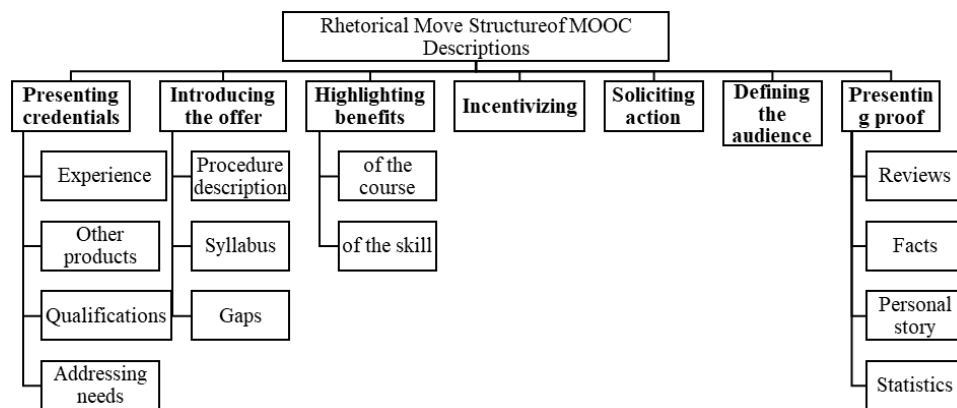 Rhetorical Move Structureof MOOC
Descriptions
Presenting
credentials
Introducing
the offer
Highlighting
benefits
Incentivizing
Soliciting
action
Defining
the
audience
Presentin
g proof
Experience
Other
products
Qualifications
Addressing
needs
Procedure
description
Syllabus
Gaps
of the
course
of the skill
Reviews
Facts
Personal
story
Statistics